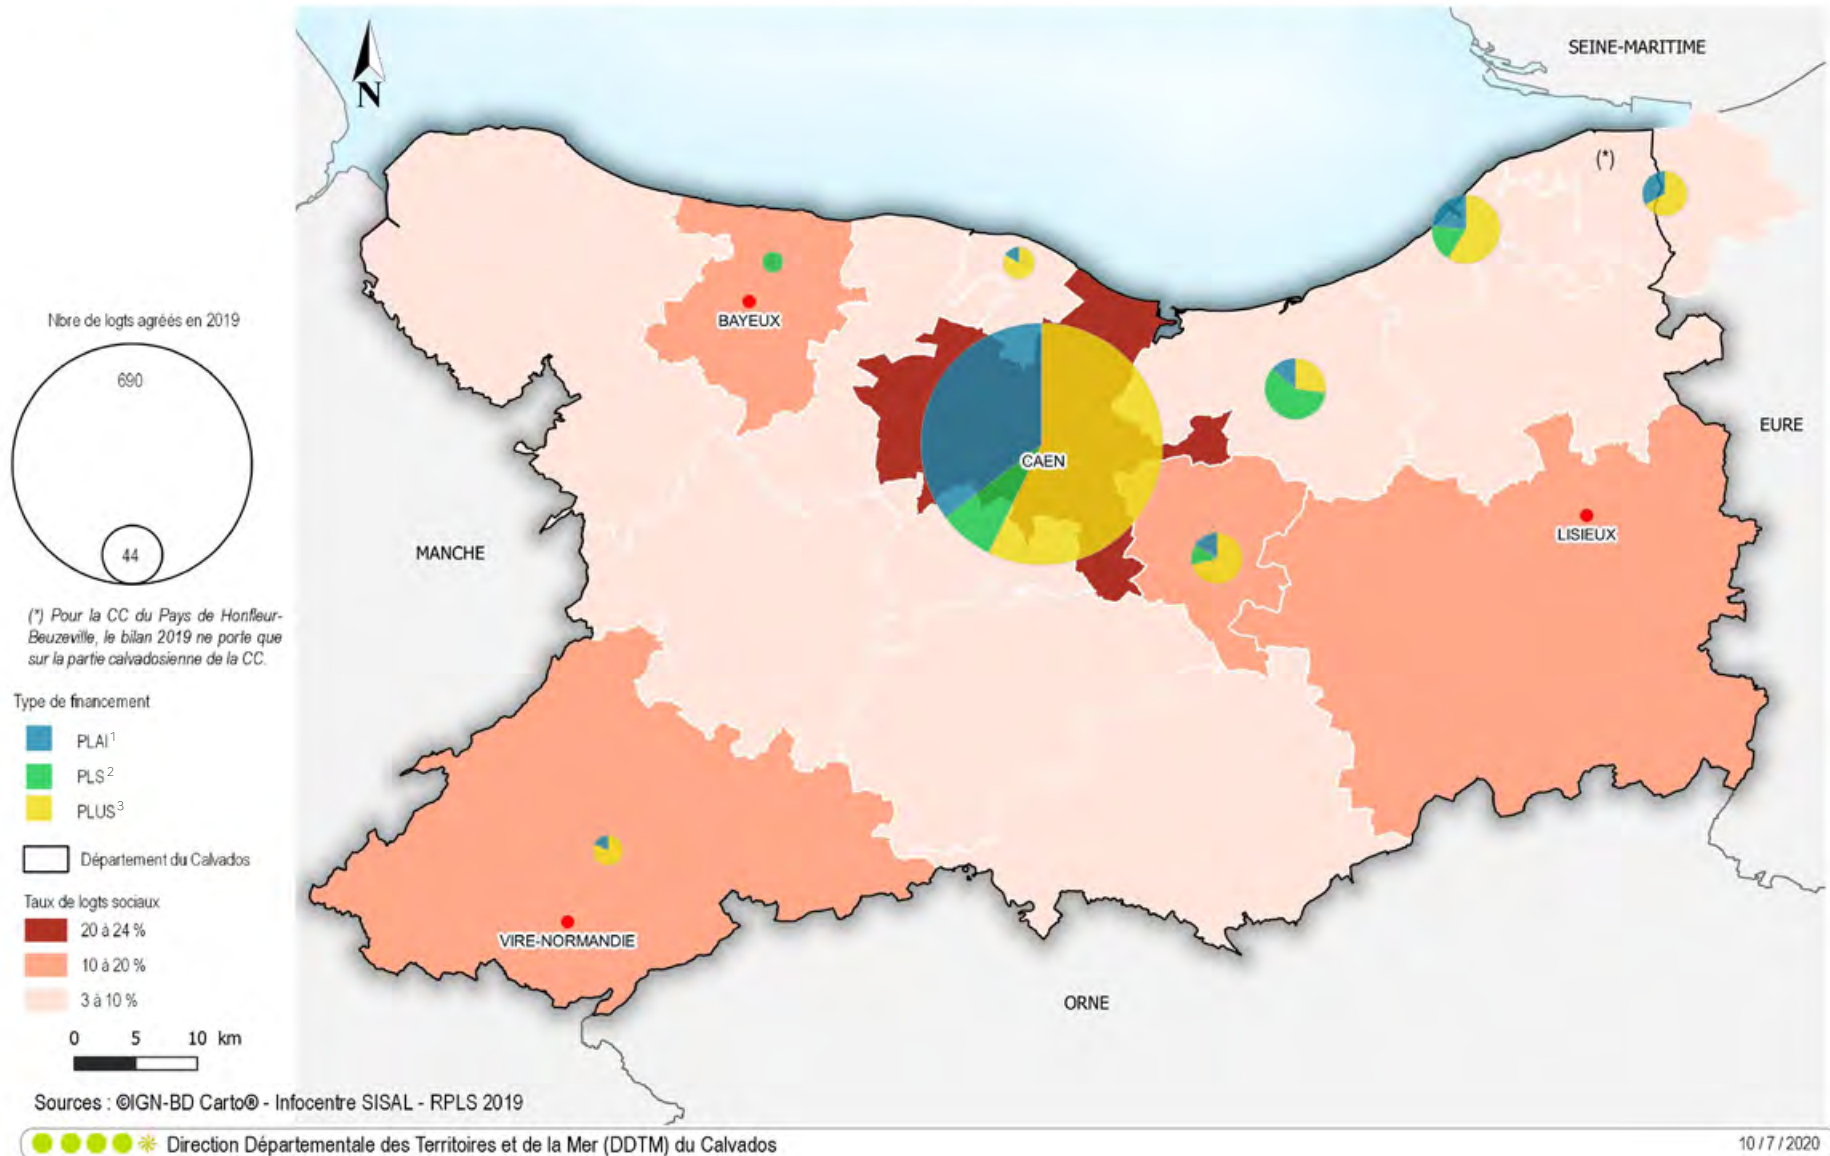 SEINE-MARITIME
N
(*)
BAYEUX
Nbre de logts agréés en 2019
690
44
CAEN
EURE
LISIEUX
MANCHE
(*) Pour la CC du Pays de Honfleur-
Beuzeville, le bilan 2019 ne porte que
sur la partie calvadosienne de la CC.
Type de financement
PLAI¹
PLS²
PLUS³
Département du Calvados
Taux de logts sociaux
20 à 24 %
10 à 20 %
3 à 10 %
VIRE-NORMANDIE
ORNE
0 5 10 km
Sources : ©IGN-BD Carto® - Infocentre SISAL - RPLS 2019
Direction Départementale des Territoires et de la Mer (DDTM) du Calvados
10 / 7 / 2020